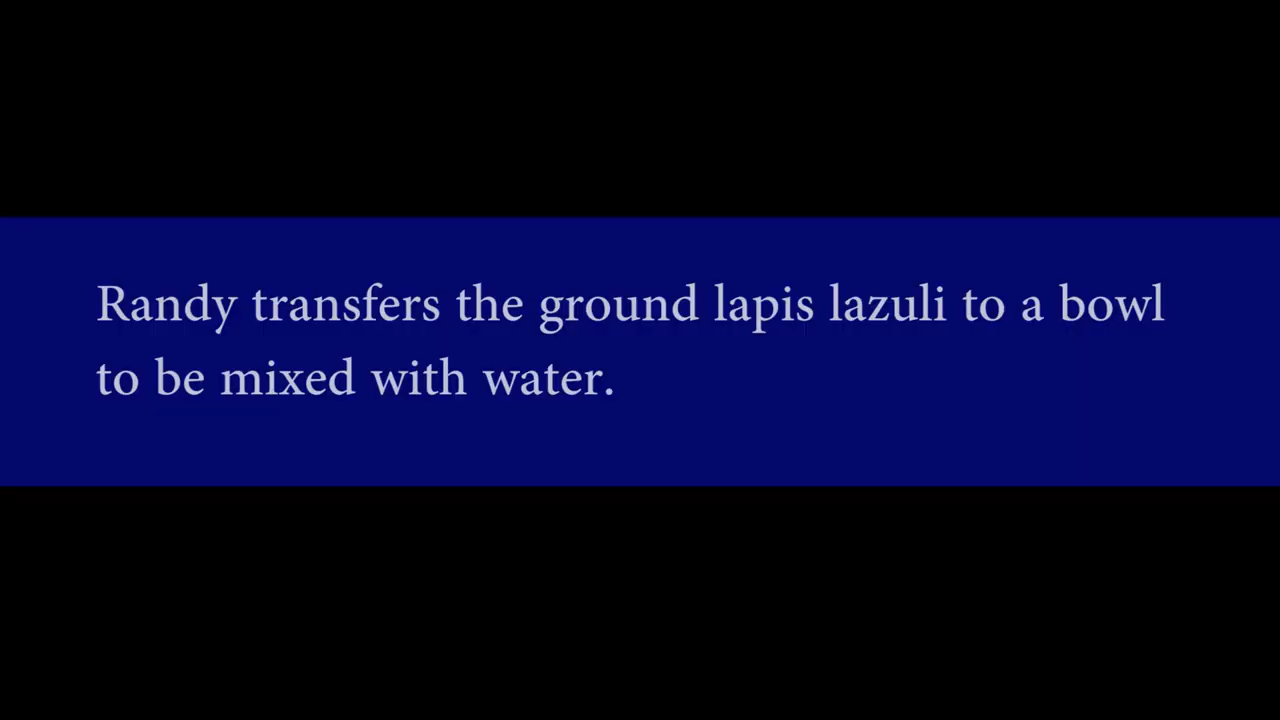 Randy transfers the ground lapis lazuli to a bowl
to be mixed with water.